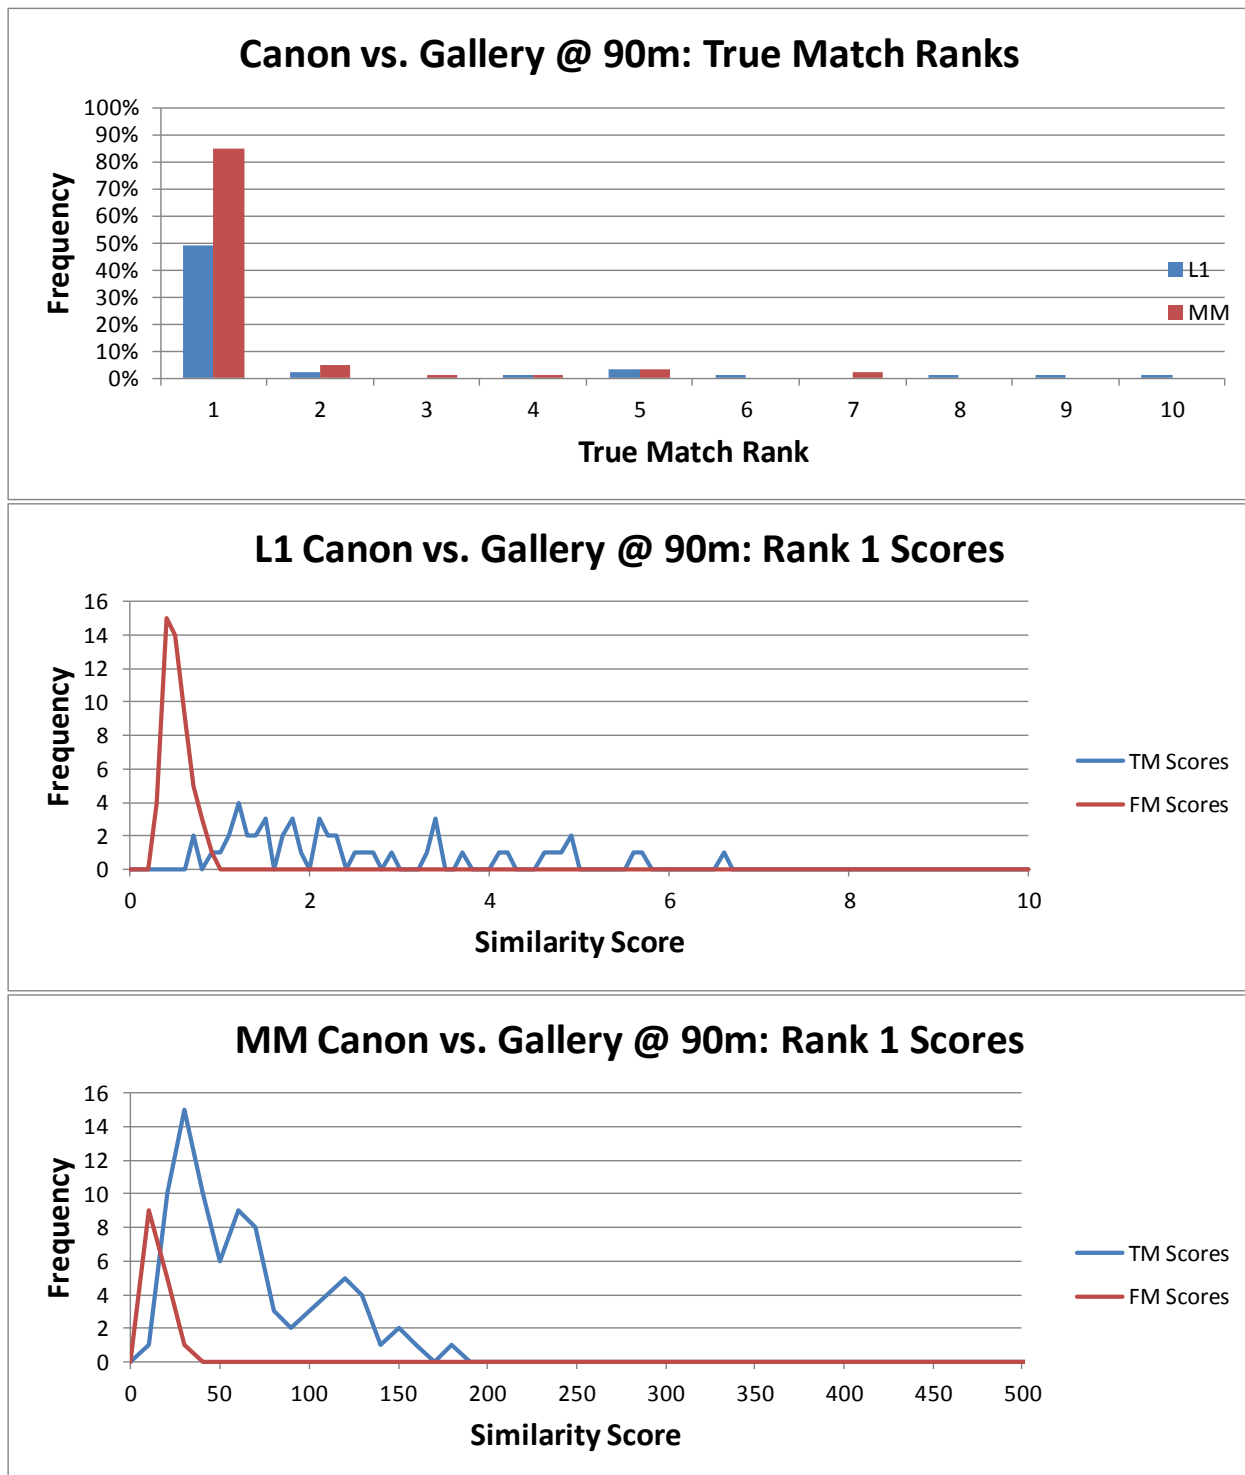 Canon vs. Gallery @ 90m: True Match Ranks
100%
90%
80%
70%
60%
50%
40%
30%
20%
10%
0%
Frequency
L1
MM
1 2 3 4 5 6 7 8 9 10
True Match Rank
L1 Canon vs. Gallery @ 90m: Rank 1 Scores
16
14
12
10
8
6
4
2
0
Frequency
TM Scores
FM Scores
0 2 4 6 8 10
Similarity Score
MM Canon vs. Gallery @ 90m: Rank 1 Scores
16
14
12
10
8
6
4
2
0
Frequency
TM Scores
FM Scores
0 50 100 150 200 250 300 350 400 450 500
Similarity Score